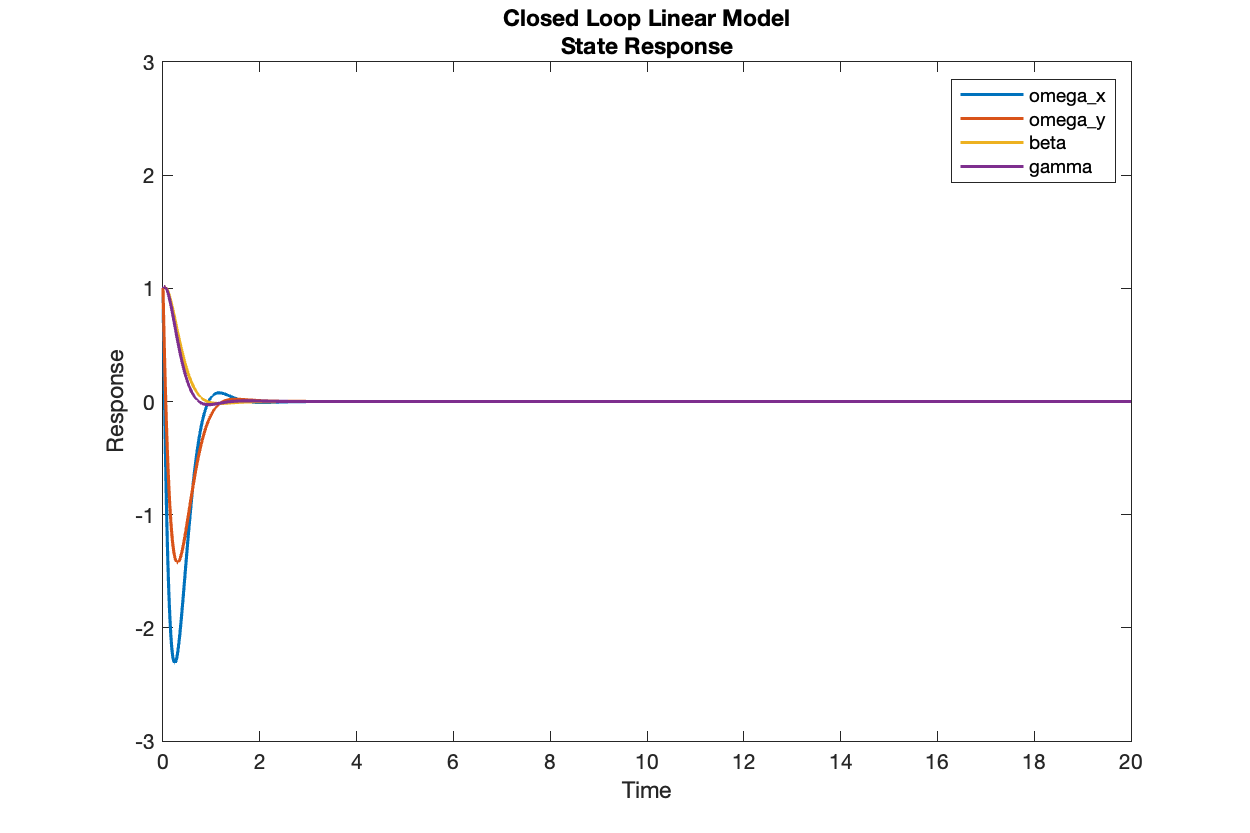 Closed Loop Linear Model
State Response
3
2
1
0
-1
-2
-3
Response
0 2 4 6 8 10 12 14 16 18 20
Time
omega_x
omega_y
beta
gamma